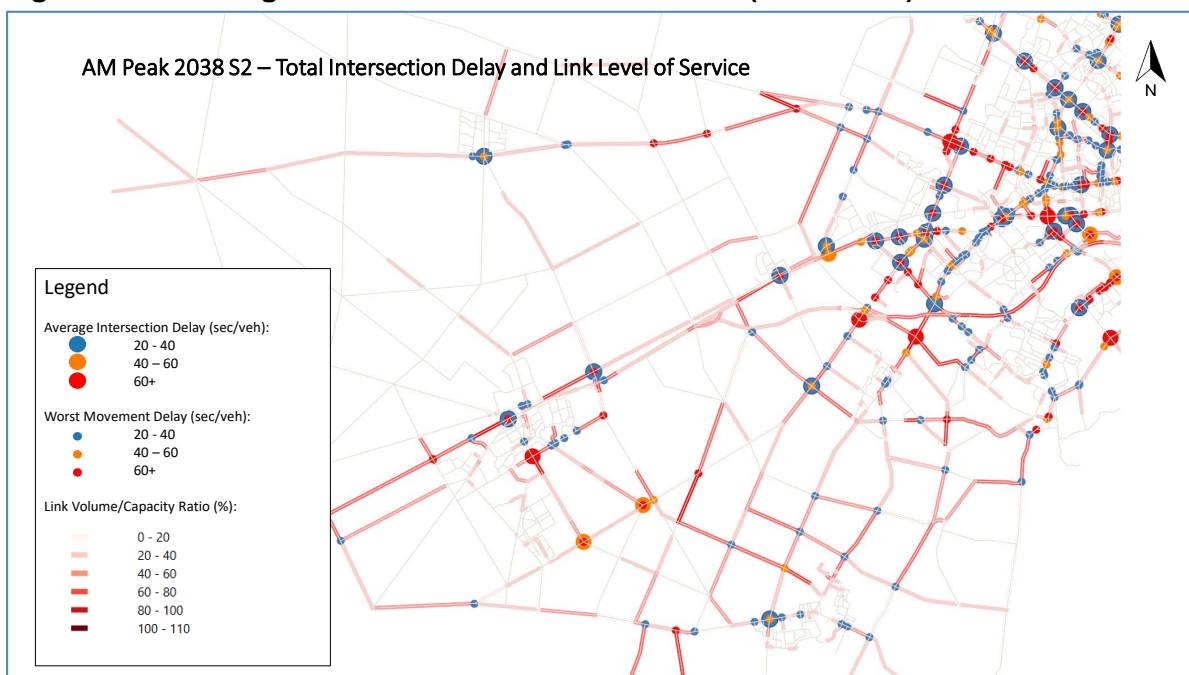 AM Peak 2038 S2 – Total Intersection Delay and Link Level of Service
N
Legend
Average Intersection Delay (sec/veh):
20 - 40
40 – 60
60+
Worst Movement Delay (sec/veh):
20 - 40
40 – 60
60+
Link Volume/Capacity Ratio (%):
0 - 20
20 - 40
40 - 60
60 - 80
80 - 100
100 - 110